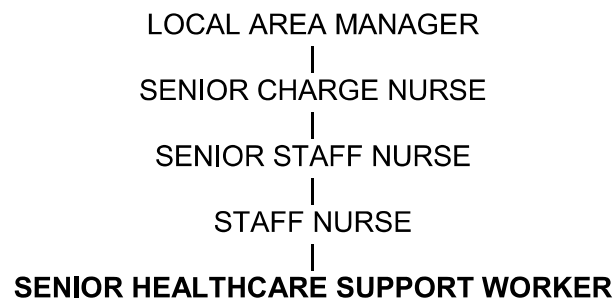 LOCAL AREA MANAGER
SENIOR CHARGE NURSE
SENIOR STAFF NURSE
STAFF NURSE
SENIOR HEALTHCARE SUPPORT WORKER